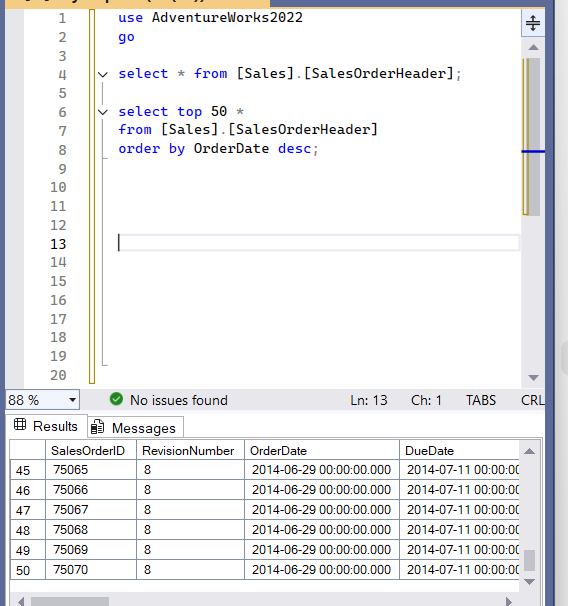 1 use AdventureWorks2022
2 go
3
4 select * from [Sales].[SalesOrderHeader];
5
6 select top 50 *
7 from [Sales].[SalesOrderHeader]
8 order by OrderDate desc;
9
10
11
12
13
14
15
16
17
18
19
20
88 % No issues found Ln: 13 Ch: 1 TABS CRL
Results Messages
SalesOrderID RevisionNumber OrderDate DueDate
45 75065 8 2014-06-29 00:00:00.000 2014-07-11 00:00:00
46 75066 8 2014-06-29 00:00:00.000 2014-07-11 00:00:00
47 75067 8 2014-06-29 00:00:00.000 2014-07-11 00:00:00
48 75068 8 2014-06-29 00:00:00.000 2014-07-11 00:00:00
49 75069 8 2014-06-29 00:00:00.000 2014-07-11 00:00:00
50 75070 8 2014-06-29 00:00:00.000 2014-07-11 00:00:00